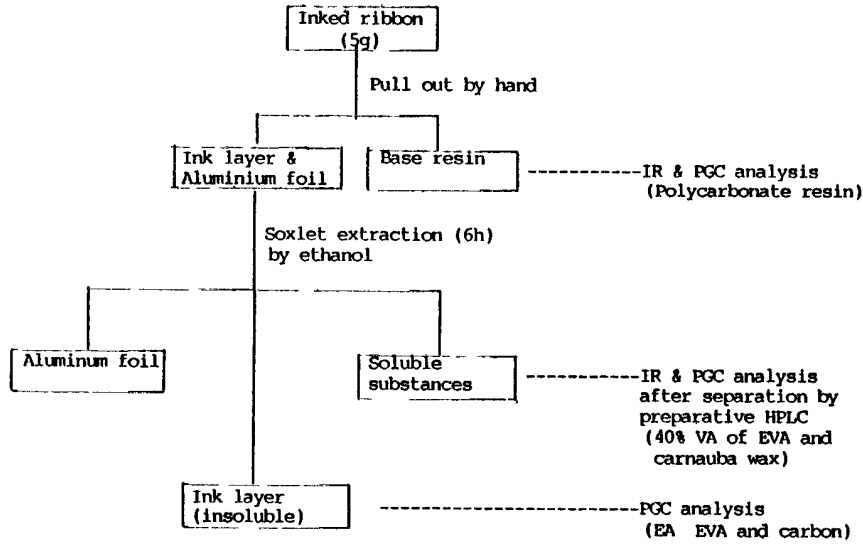 Inked ribbon
(5g)
Pull out by hand
Ink layer &
Aluminium foil
Base resin
IR & PGC analysis
(Polycarbonate resin)
Soxlet extraction (6h)
by ethanol
Aluminum foil
Soluble
substances
IR & PGC analysis
after separation by
preparative HPLC
(40% VA of EVA and
carnauba wax)
Ink layer
(insoluble)
PGC analysis
(EA EVA and carbon)